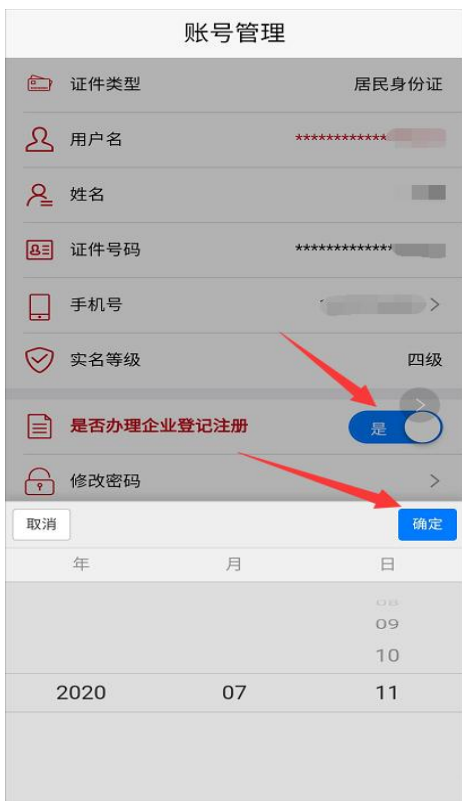 账号管理
证件类型 居民身份证
用户名 ************
姓名
证件号码 *************
手机号 >
实名等级 四级
是否办理企业登记注册 是
修改密码 >
取消 确定
年 月 日
08
09
10
2020 07 11